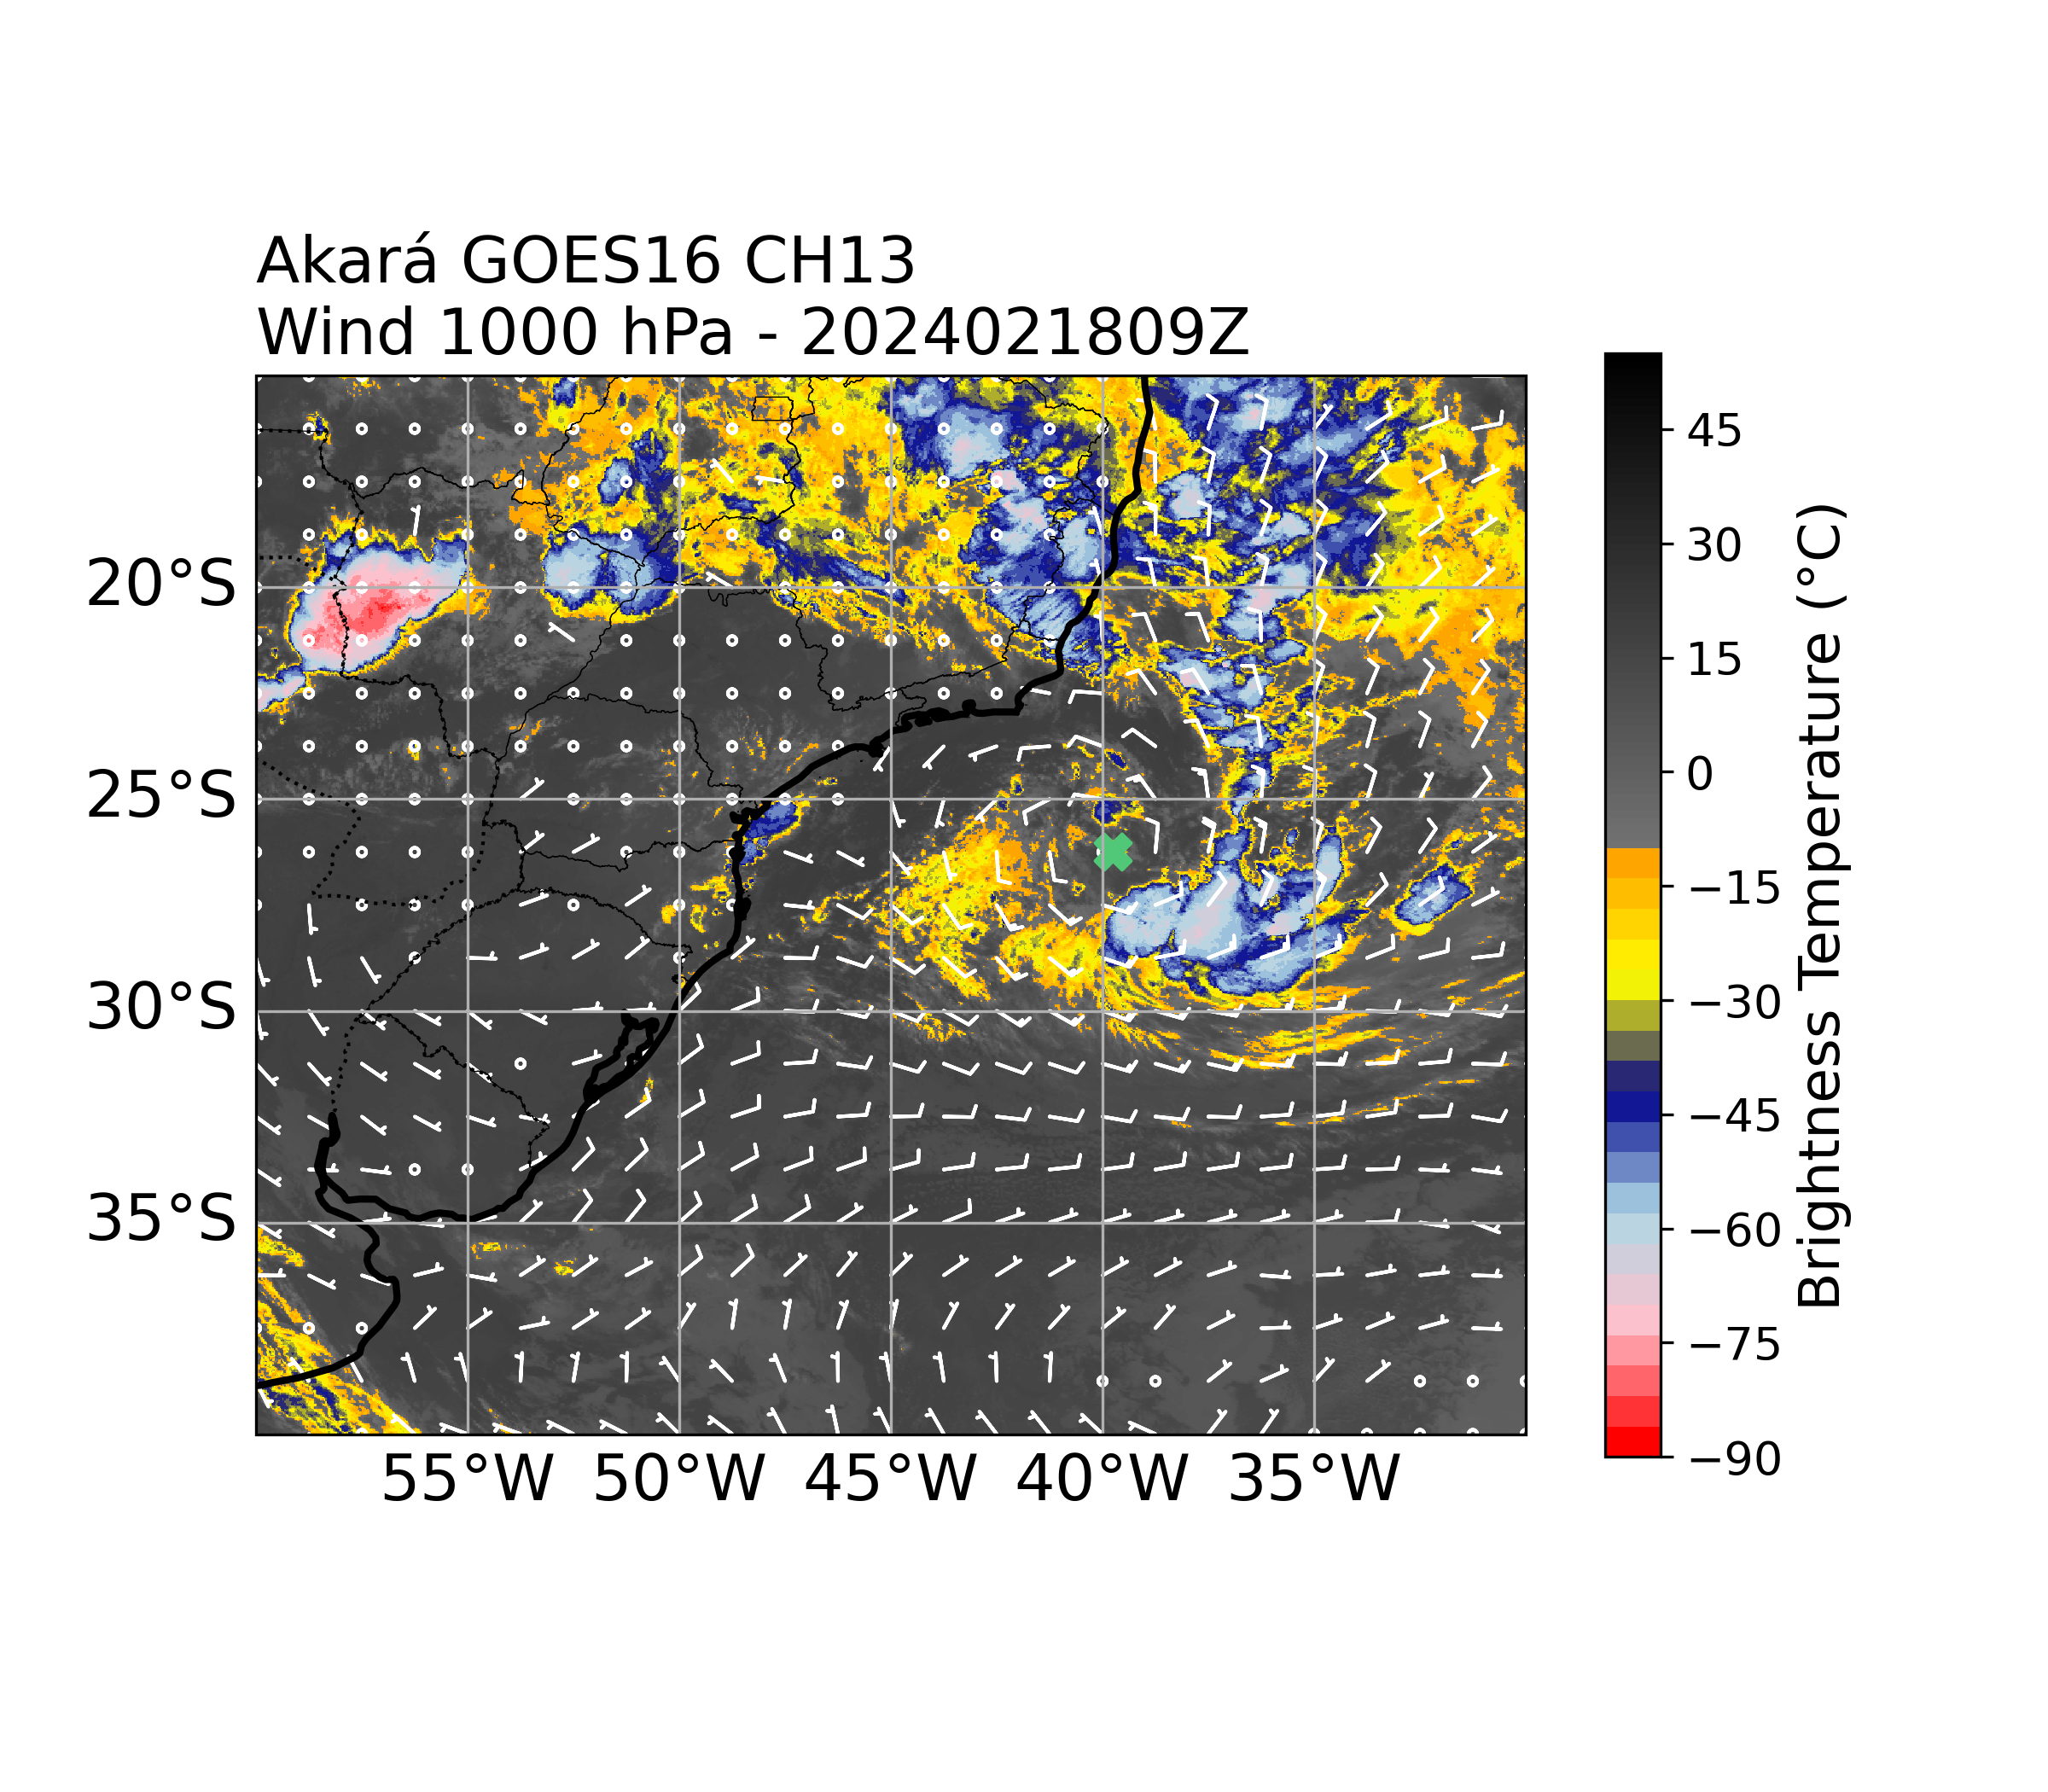 Akará GOES16 CH13
Wind 1000 hPa - 2024021809Z
20°S
25°S
30°S
35°S
55°W 50°W 45°W 40°W 35°W
45
30
15
0
−15
−30
−45
−60
−75
−90
Brightness Temperature (°C)